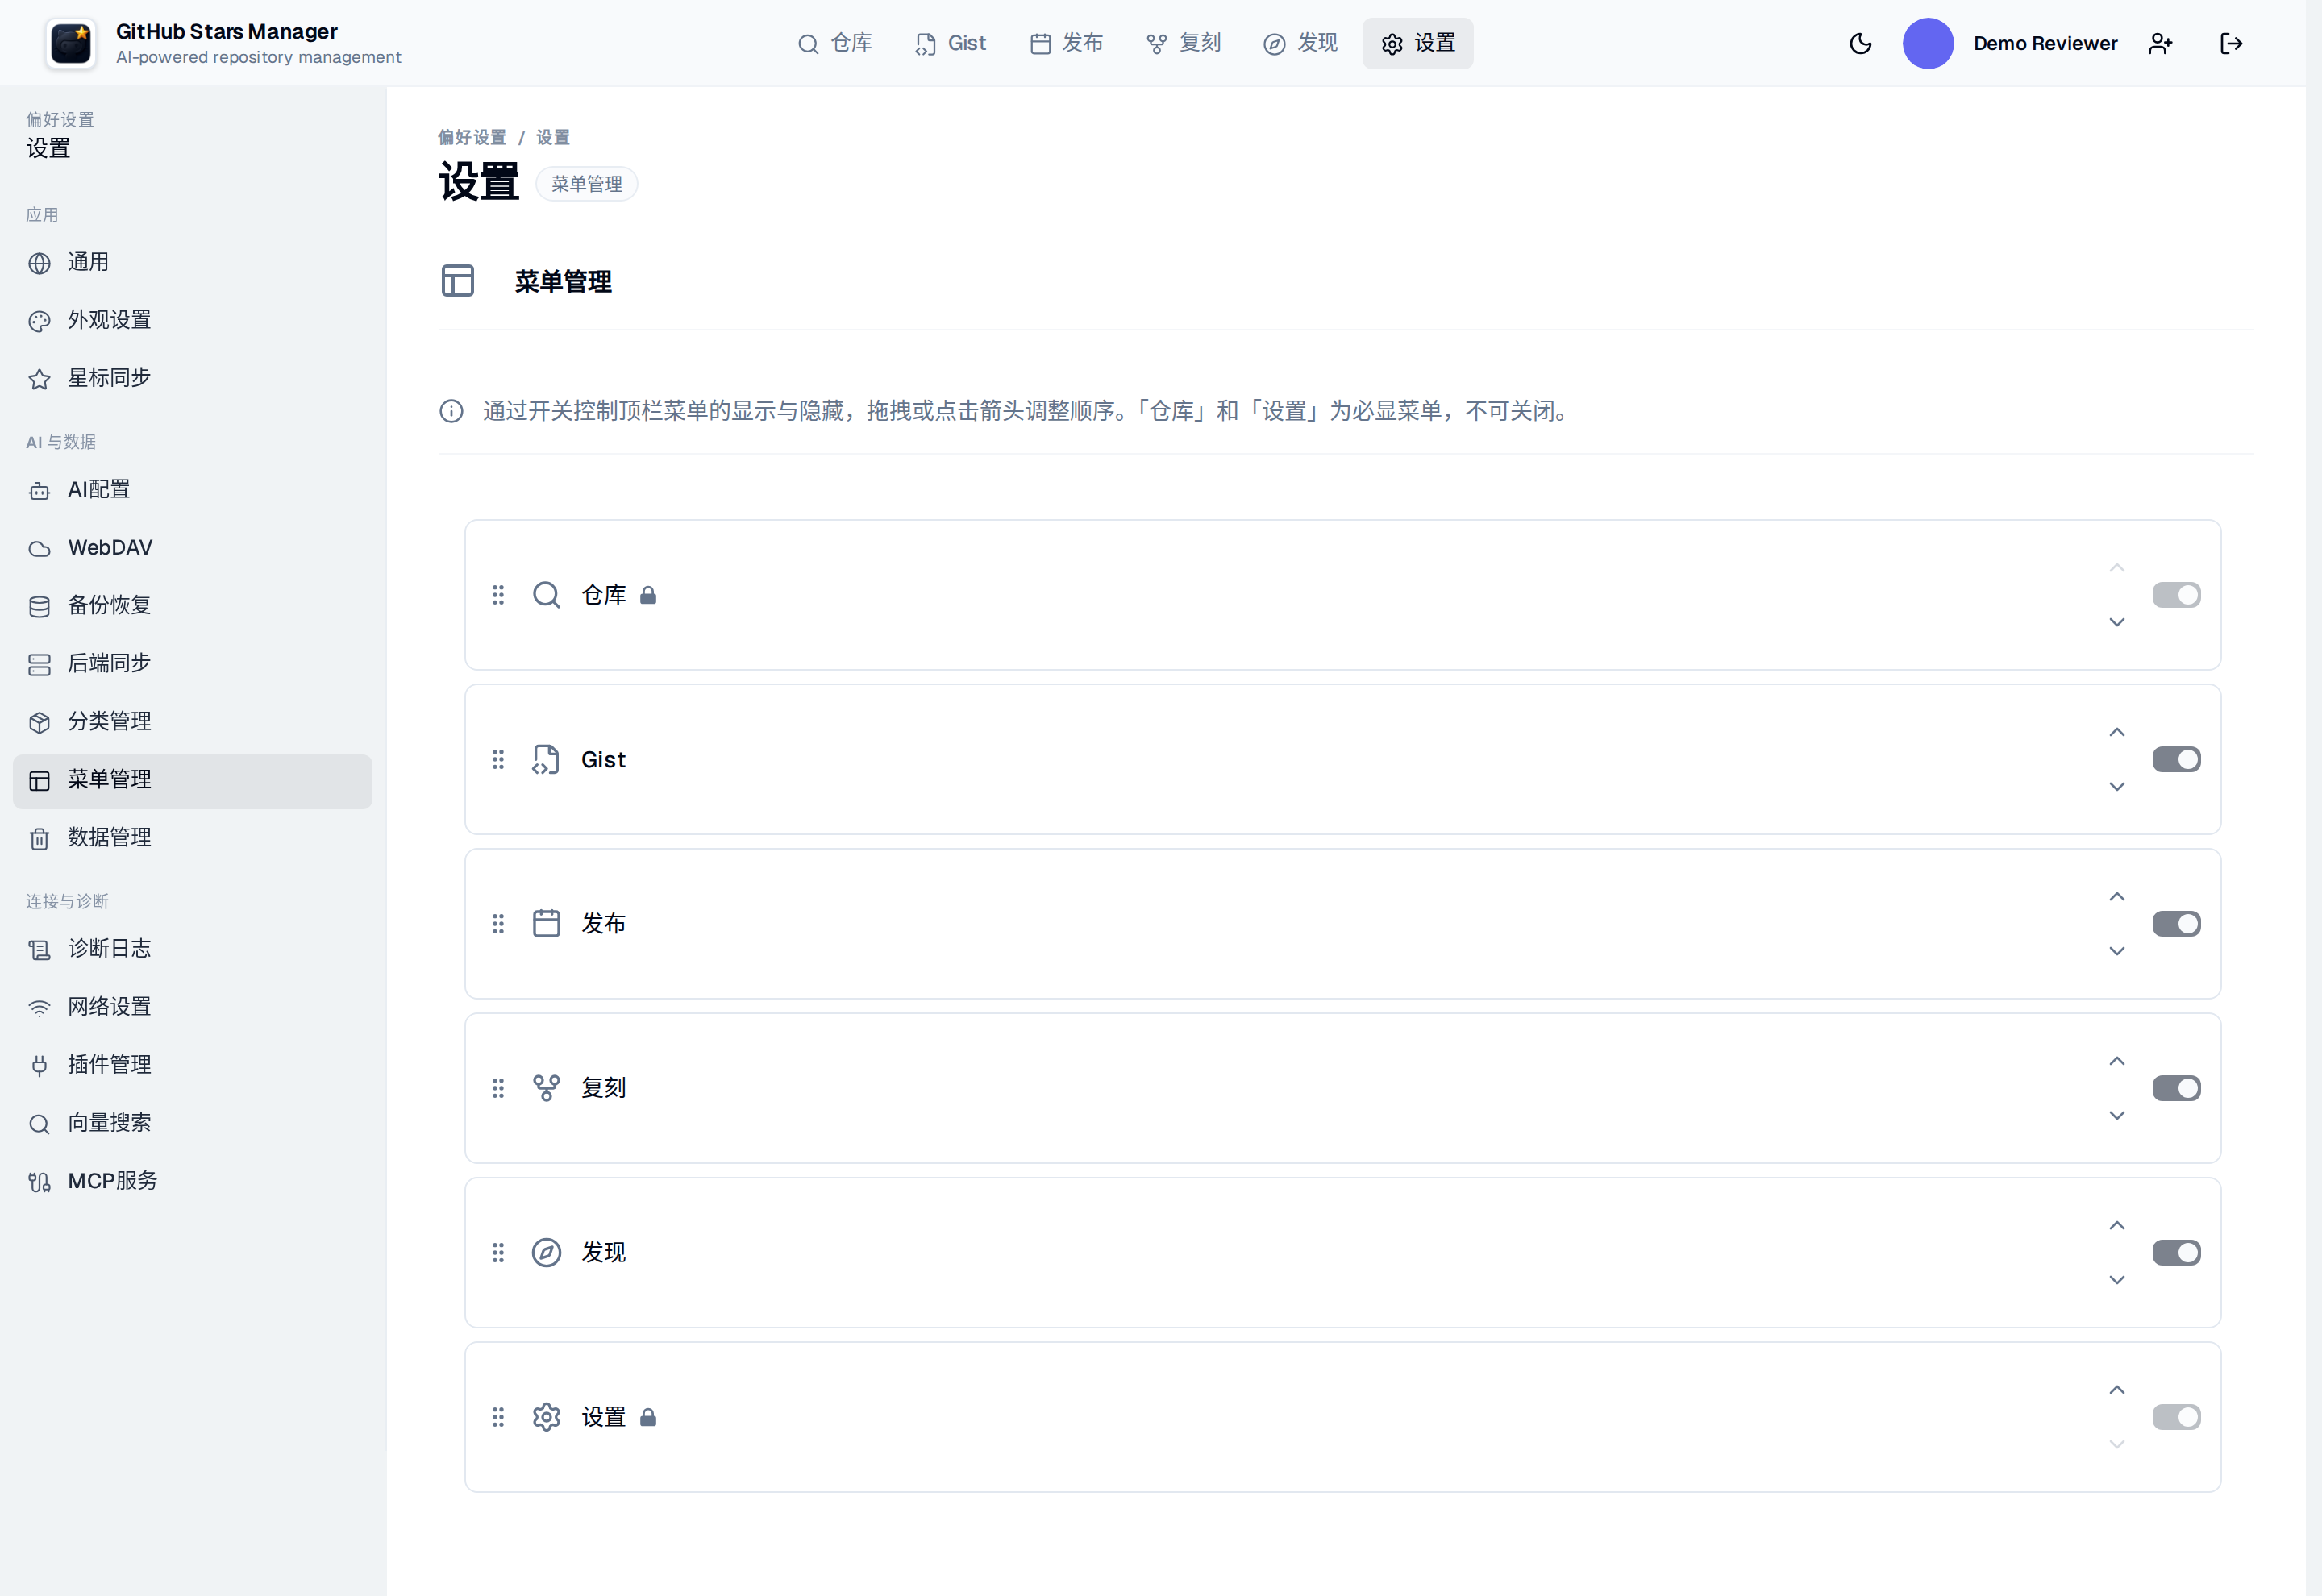 GitHub Stars Manager
AI-powered repository management
仓库
Gist
发布
复刻
发现
设置
Demo Reviewer
偏好设置
设置
应用
通用
外观设置
星标同步
AI 与数据
AI配置
WebDAV
备份恢复
后端同步
分类管理
菜单管理
数据管理
连接与诊断
诊断日志
网络设置
插件管理
向量搜索
MCP服务
偏好设置 / 设置
设置
菜单管理
菜单管理
通过开关控制顶栏菜单的显示与隐藏，拖拽或点击箭头调整顺序。「仓库」和「设置」为必显菜单，不可关闭。
仓库
Gist
发布
复刻
发现
设置